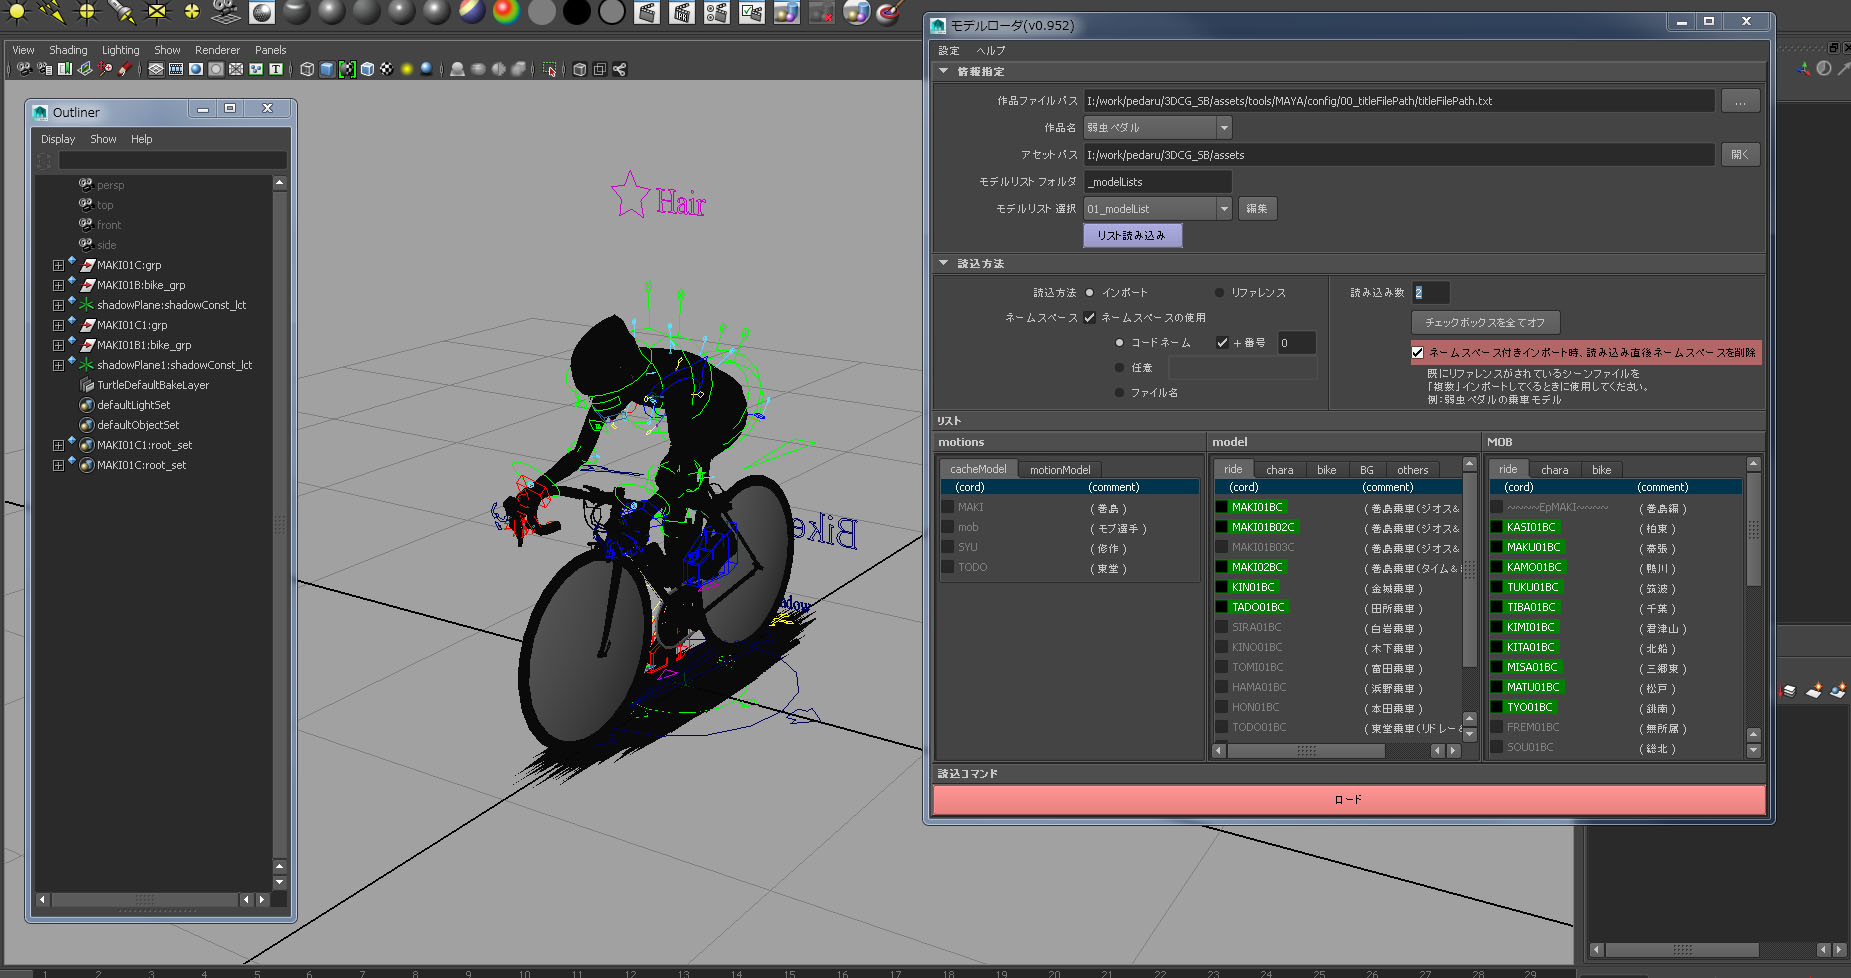 View Shading Lighting Show Renderer Panels
Outliner
Display Show Help
persp
top
front
side
MAKI01C:grp
MAKI01B:bike_grp
shadowPlane:shadowConst_lct
MAKI01C1:grp
MAKI01B1:bike_grp
shadowPlane1:shadowConst_lct
TurtleDefaultBakeLayer
defaultLightSet
defaultObjectSet
MAKI01C1:root_set
MAKI01C:root_set
Hair
Bike
モデルローダ(v0.952)
設定 ヘルプ
情報指定
作品ファイルパス I:/work/pedaru/3DCG_SB/assets/tools/MAYA/config/00_titleFilePath/titleFilePath.txt ...
作品名 弱虫ペダル
アセットパス I:/work/pedaru/3DCG_SB/assets 開く
モデルリスト フォルダ _modelLists
モデルリスト 選択 01_modelList 編集
リスト読み込み
読込方法
読込方法 インポート リファレンス
ネームスペース ネームスペースの使用
コードネーム +番号 0
任意
ファイル名
読み込み数 2
チェックボックスを全てオフ
ネームスペース付きインポート時、読み込み直後ネームスペースを削除
既にリファレンスがされているシーンファイルを
「複数」インポートしてくるときに使用してください。
例:弱虫ペダルの乗車モデル
リスト
motions
cacheModel motionModel
(cord) (comment)
MAKI (巻島)
mob (モブ選手)
SYU (修作)
TODO (東堂)
model
ride chara bike BG others
(cord) (comment)
MAKI01BC (巻島乗車(ジオス&
MAKI01B02C (巻島乗車(ジオス&
MAKI01B03C (巻島乗車(ジオス&
MAKI02BC (巻島乗車(タイム&
KIN01BC (金城乗車)
TADO01BC (田所乗車)
SIRA01BC (白岩乗車)
KINO01BC (木下乗車)
TOMI01BC (富田乗車)
HAMA01BC (浜野乗車)
HON01BC (本田乗車)
TODO01BC (東堂乗車(リドレー&
MOB
ride chara bike
(cord) (comment)
~~~~EpMAKI~~~~ (巻島編)
KASI01BC (柏東)
MAKU01BC (幕張)
KAMO01BC (鴨川)
TUKU01BC (筑波)
TIBA01BC (千葉)
KIMI01BC (君津山)
KITA01BC (北船)
MISA01BC (三郷東)
MATU01BC (松戸)
TYO01BC (銚南)
FREM01BC (無所属)
SOU01BC (総北)
読込コマンド
ロード
1 2 3 4 5 6 7 8 9 10 11 12 13 14 15 16 17 18 19 20 21 22 23 24 25 26 27 28 29